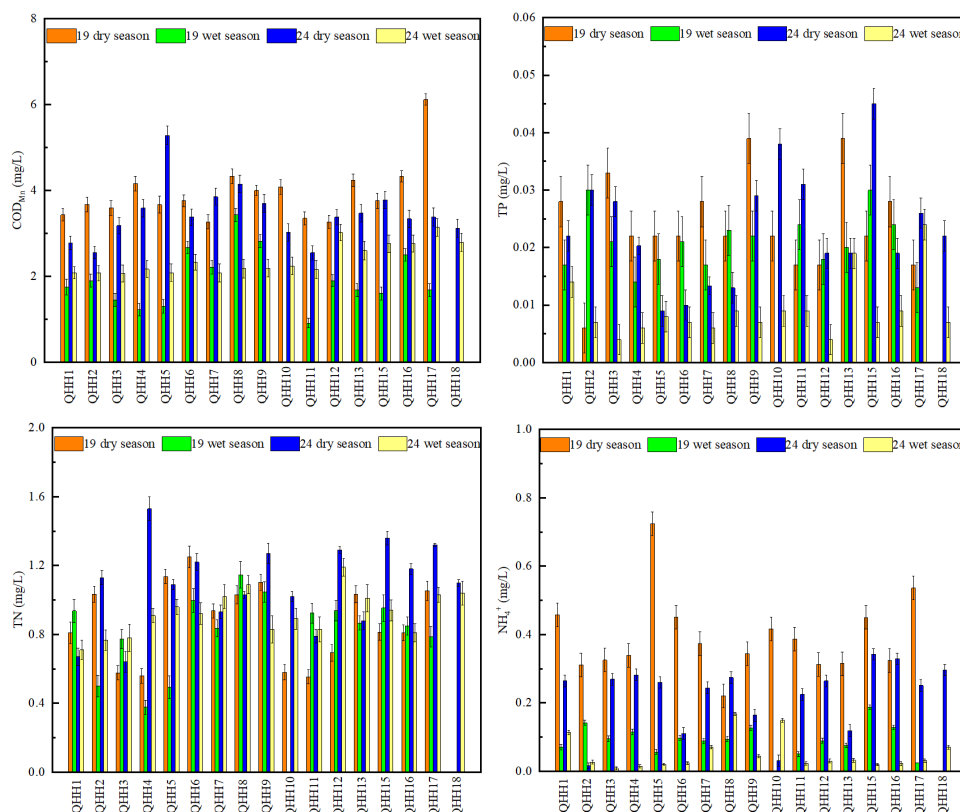 8
6
4
2
0
COD_Mn (mg/L)
19 dry season 19 wet season 24 dry season 24 wet season
QHH1 QHH2 QHH3 QHH4 QHH5 QHH6 QHH7 QHH8 QHH9 QHH10 QHH11 QHH12 QHH13 QHH15 QHH16 QHH17 QHH18
0.06
0.05
0.04
0.03
0.02
0.01
0.00
TP (mg/L)
19 dry season 19 wet season 24 dry season 24 wet season
QHH1 QHH2 QHH3 QHH4 QHH5 QHH6 QHH7 QHH8 QHH9 QHH10 QHH11 QHH12 QHH13 QHH15 QHH16 QHH17 QHH18
2.0
1.6
1.2
0.8
0.4
0.0
TN (mg/L)
19 dry season 19 wet season 24 dry season 24 wet season
QHH1 QHH2 QHH3 QHH4 QHH5 QHH6 QHH7 QHH8 QHH9 QHH10 QHH11 QHH12 QHH13 QHH15 QHH16 QHH17 QHH18
1.0
0.8
0.6
0.4
0.2
0.0
NH₄⁺ (mg/L)
19 dry season 19 wet season 24 dry season 24 wet season
QHH1 QHH2 QHH3 QHH4 QHH5 QHH6 QHH7 QHH8 QHH9 QHH10 QHH11 QHH12 QHH13 QHH15 QHH16 QHH17 QHH18